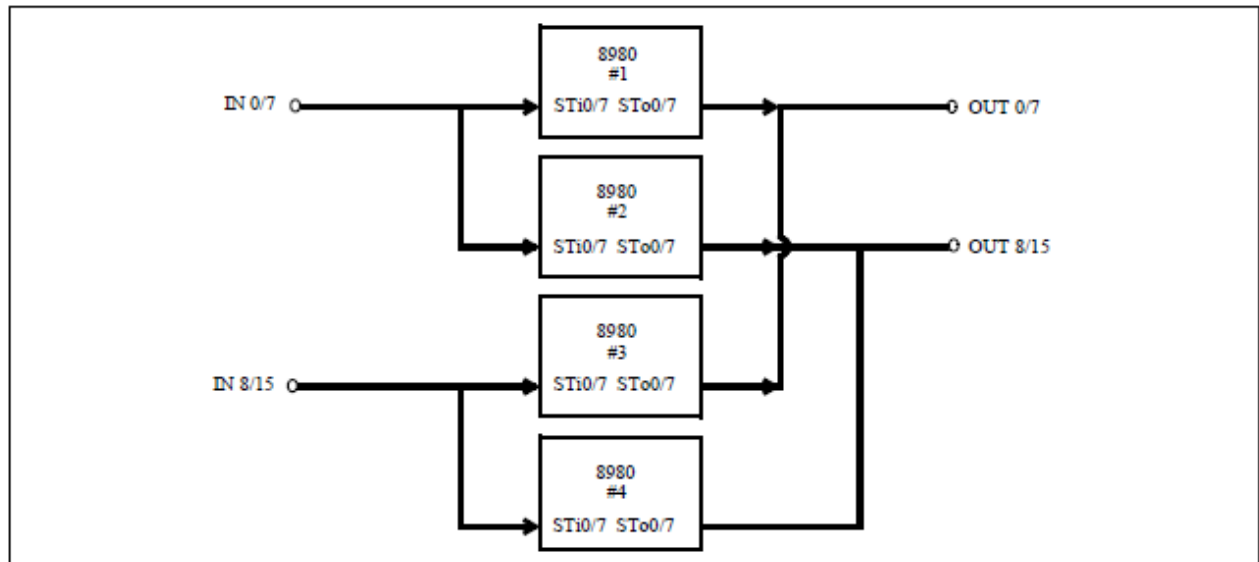 8980
#1
IN 0/7
STi0/7 STo0/7
OUT 0/7
8980
#2
STi0/7 STo0/7
OUT 8/15
8980
#3
IN 8/15
STi0/7 STo0/7
8980
#4
STi0/7 STo0/7